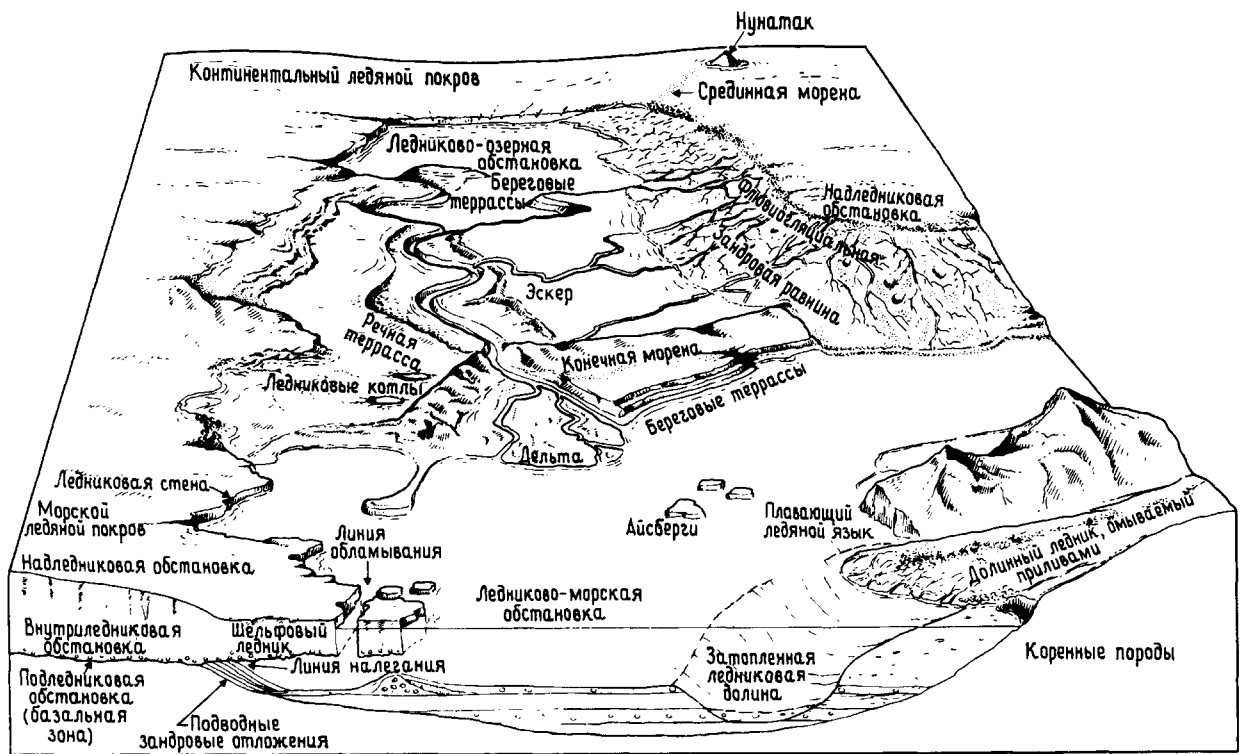 Нунатак
Континентальный ледяной покров
Срединная морена
Ледниково-озерная
обстановка
Береговые
террассы
Надледниковая
обстановка
Флювиогляциальная
Зандровая равнина
Эскер
Речная
террасса
Конечная морена
Ледниковые котлы
Береговые террассы
Дельта
Ледниковая стена
Морской
ледяной покров
Айсберги
Плавающий
ледяной язык
Линия
обламывания
Долинный ледник, омываемый
приливами
Надледниковая обстановка
Ледниково-морская
обстановка
Внутриледниковая
обстановка
Шельфовый
ледник
Линия налегания
Затопленная
ледниковая
долина
Коренные породы
Подледниковая
обстановка
(базальная
зона)
Подводные
зандровые отложения